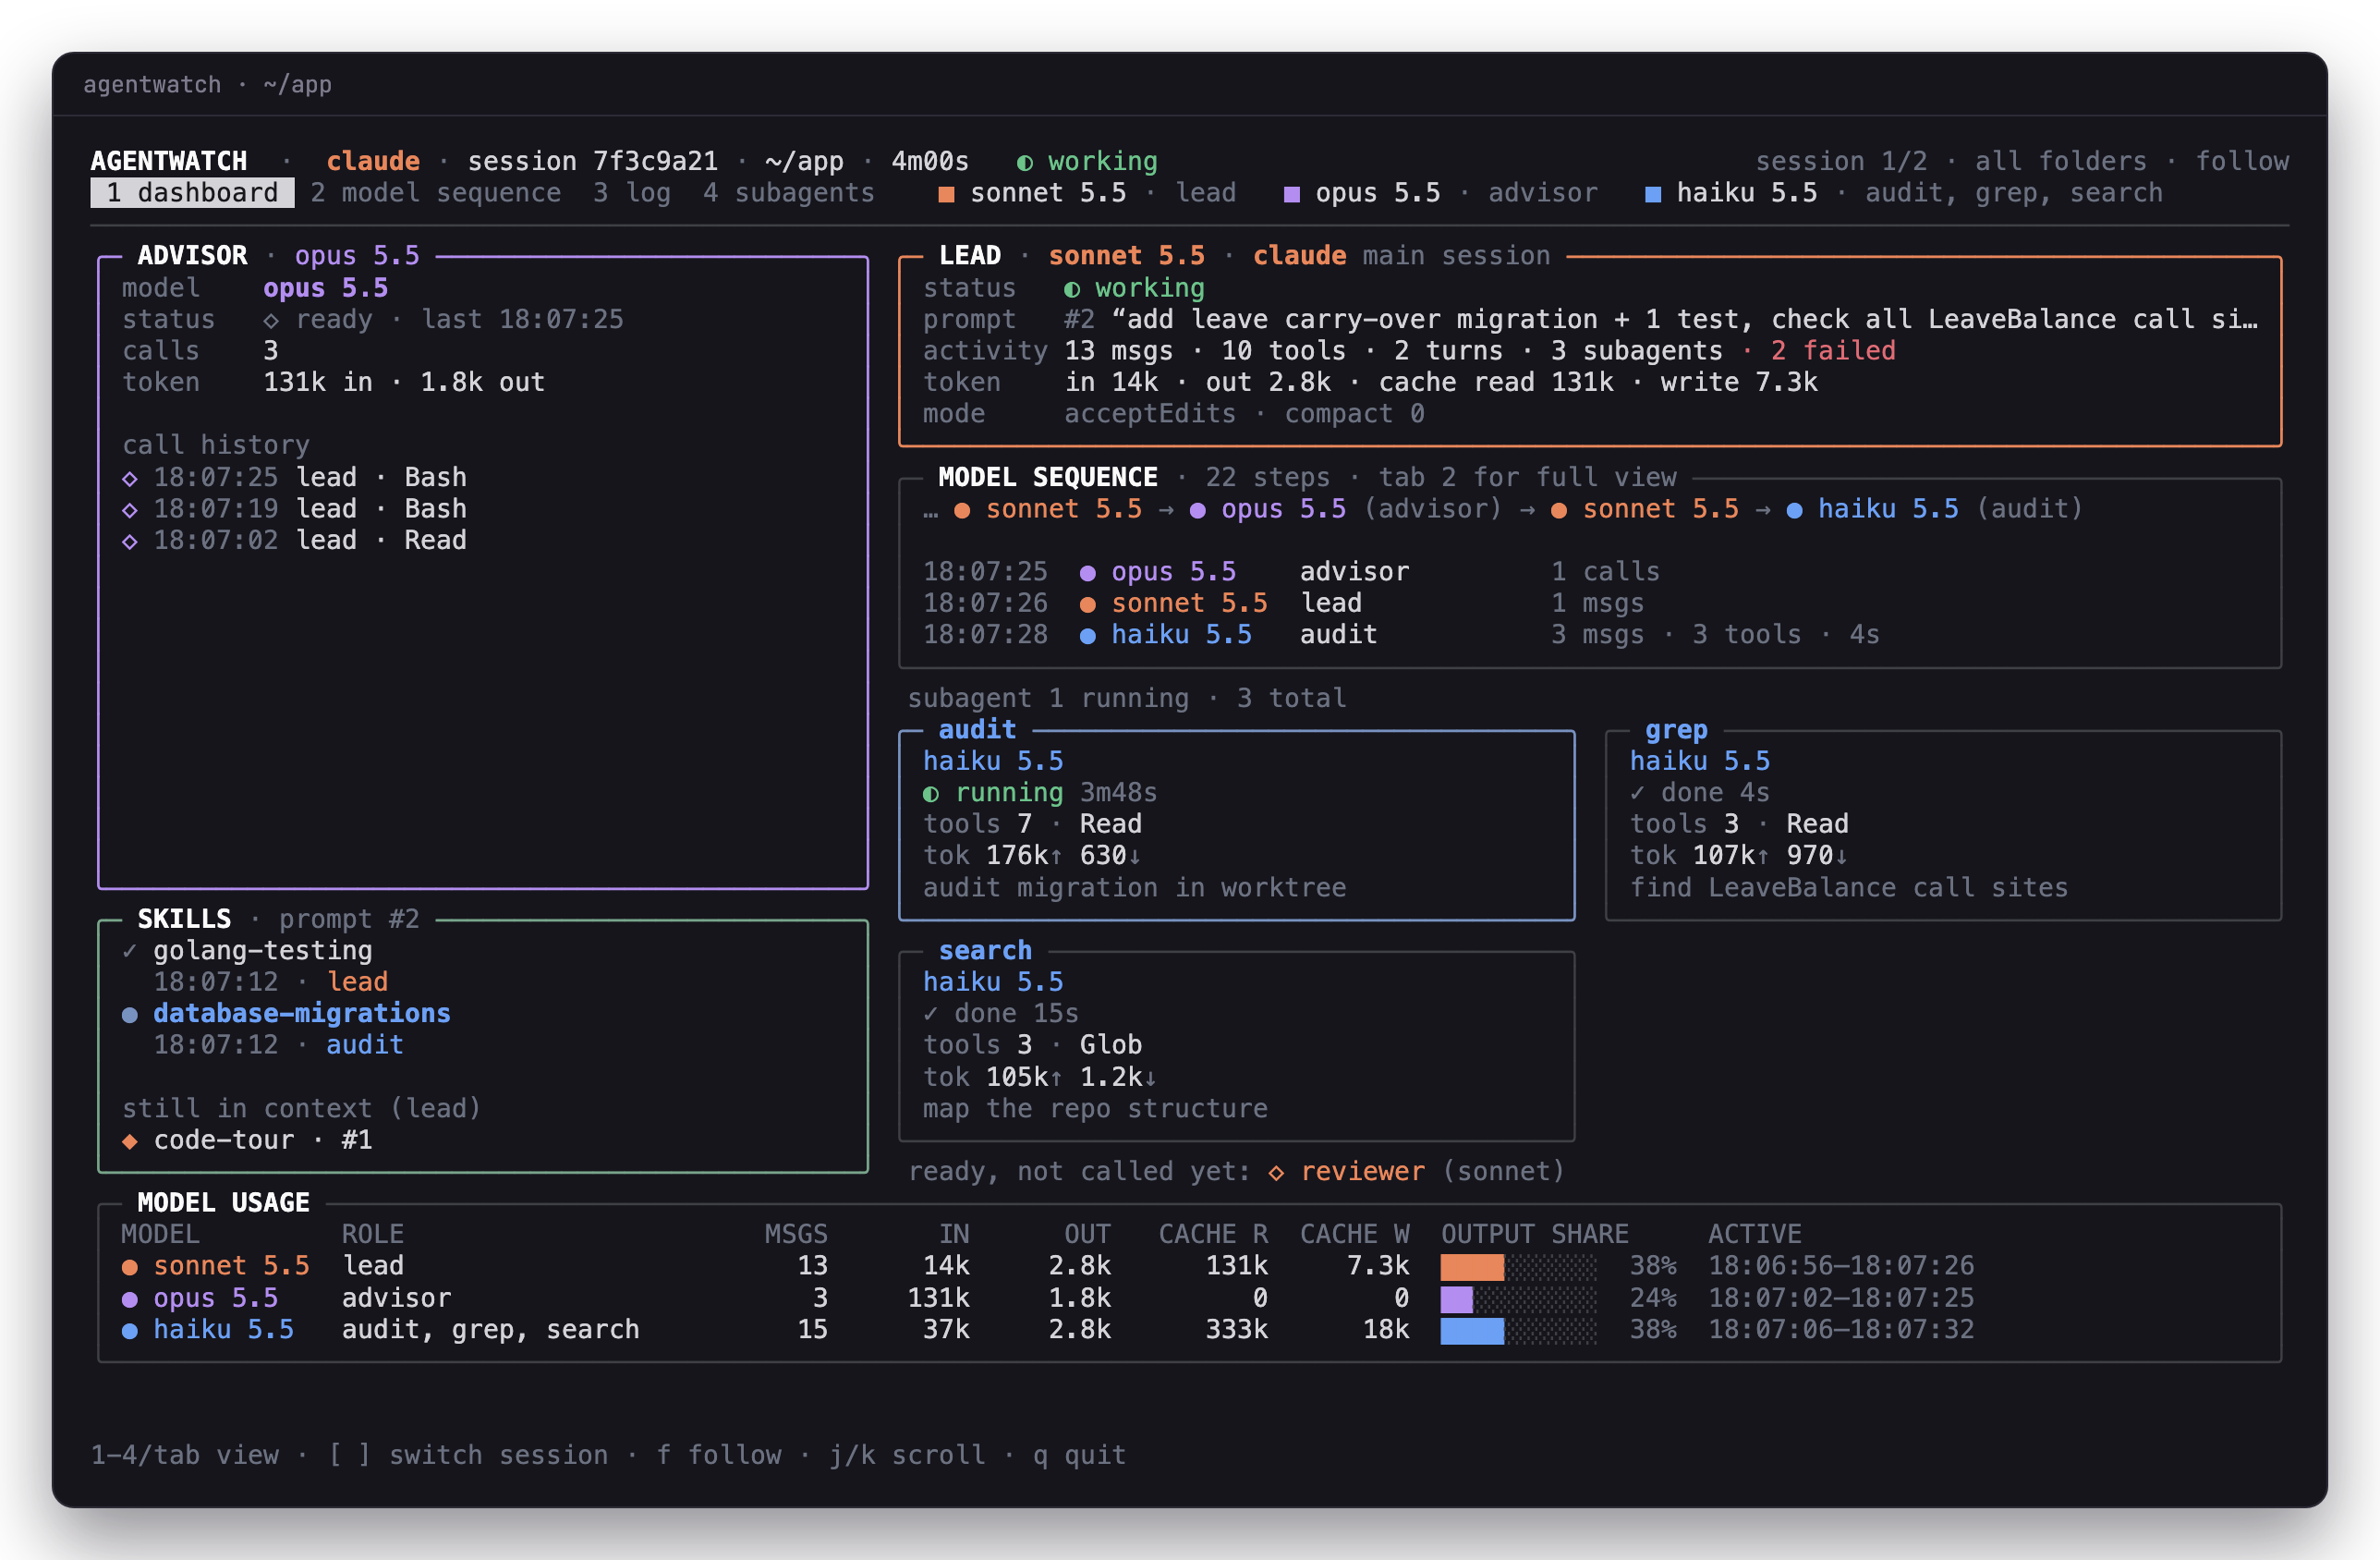 agentwatch · ~/app
AGENTWATCH · claude · session 7f3c9a21 · ~/app · 4m00s ◐ working session 1/2 · all folders · follow
1 dashboard 2 model sequence 3 log 4 subagents ■ sonnet 5.5 · lead ■ opus 5.5 · advisor ■ haiku 5.5 · audit, grep, search
ADVISOR · opus 5.5
model opus 5.5
status ◇ ready · last 18:07:25
calls 3
token 131k in · 1.8k out
call history
◇ 18:07:25 lead · Bash
◇ 18:07:19 lead · Bash
◇ 18:07:02 lead · Read
SKILLS · prompt #2
✓ golang-testing
18:07:12 · lead
● database-migrations
18:07:12 · audit
still in context (lead)
◆ code-tour · #1
LEAD · sonnet 5.5 · claude main session
status ◐ working
prompt #2 “add leave carry-over migration + 1 test, check all LeaveBalance call si…
activity 13 msgs · 10 tools · 2 turns · 3 subagents · 2 failed
token in 14k · out 2.8k · cache read 131k · write 7.3k
mode acceptEdits · compact 0
MODEL SEQUENCE · 22 steps · tab 2 for full view
… ● sonnet 5.5 → ● opus 5.5 (advisor) → ● sonnet 5.5 → ● haiku 5.5 (audit)
18:07:25 ● opus 5.5 advisor 1 calls
18:07:26 ● sonnet 5.5 lead 1 msgs
18:07:28 ● haiku 5.5 audit 3 msgs · 3 tools · 4s
subagent 1 running · 3 total
audit
haiku 5.5
◐ running 3m48s
tools 7 · Read
tok 176k↑ 630↓
audit migration in worktree
grep
haiku 5.5
✓ done 4s
tools 3 · Read
tok 107k↑ 970↓
find LeaveBalance call sites
search
haiku 5.5
✓ done 15s
tools 3 · Glob
tok 105k↑ 1.2k↓
map the repo structure
ready, not called yet: ◇ reviewer (sonnet)
MODEL USAGE
MODEL ROLE MSGS IN OUT CACHE R CACHE W OUTPUT SHARE ACTIVE
● sonnet 5.5 lead 13 14k 2.8k 131k 7.3k 38% 18:06:56–18:07:26
● opus 5.5 advisor 3 131k 1.8k 0 0 24% 18:07:02–18:07:25
● haiku 5.5 audit, grep, search 15 37k 2.8k 333k 18k 38% 18:07:06–18:07:32
1-4/tab view · [ ] switch session · f follow · j/k scroll · q quit